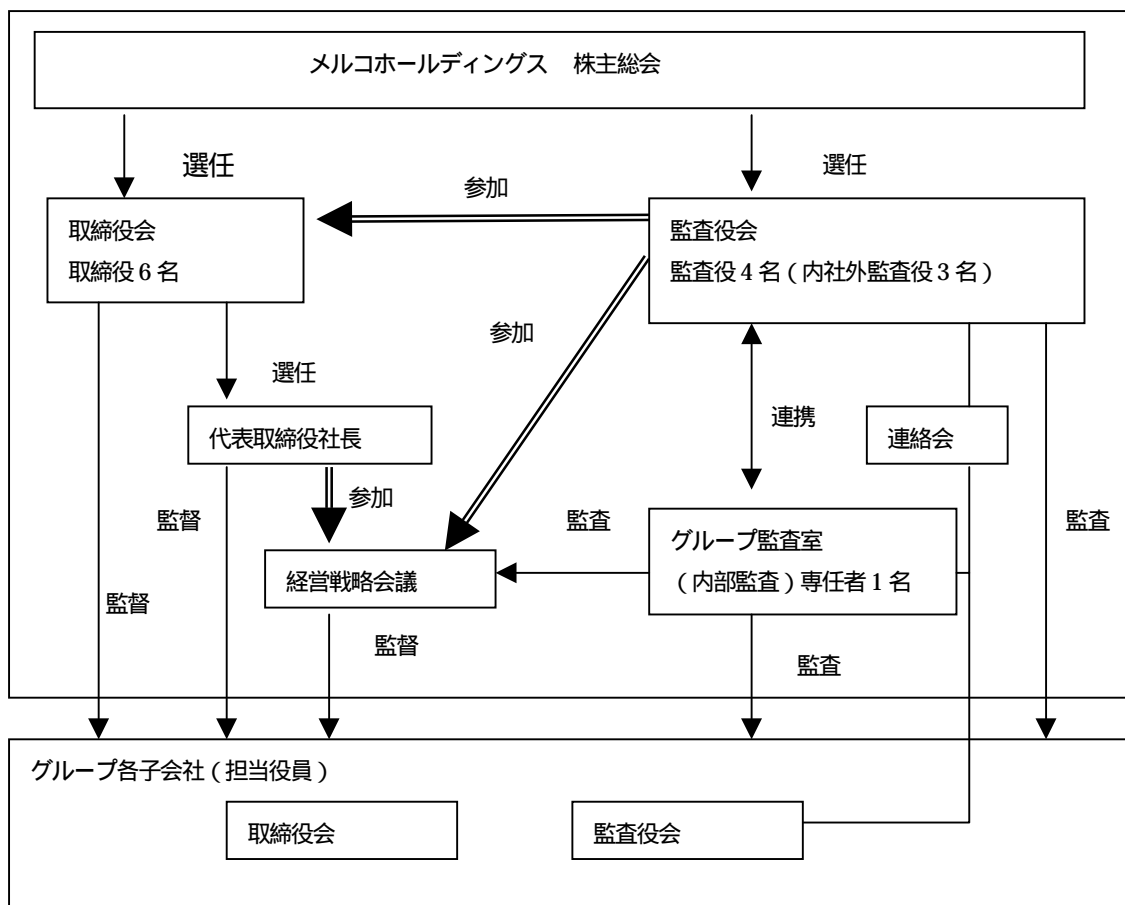 メルコホールディングス 株主総会
選任
選任
参加
取締役会
取締役6名
監査役会
監査役4名(内社外監査役3名)
参加
選任
連携
代表取締役社長
連絡会
参加
監督
監査
監査
グループ監査室
(内部監査)専任者1名
経営戦略会議
監督
監督
監査
グループ各子会社(担当役員)
取締役会
監査役会